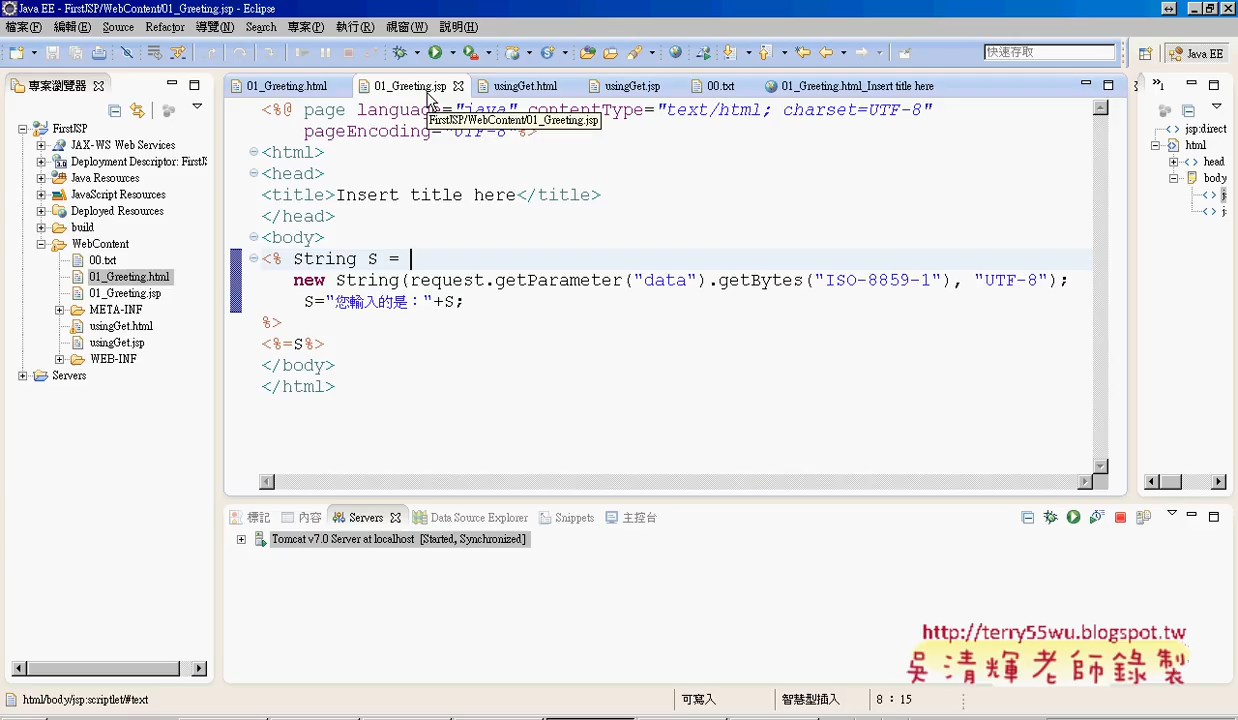 Java EE - FirstJSP/WebContent/01_Greeting.jsp - Eclipse
檔案(F) 編輯(E) Source Refactor 導覽(N) Search 專案(P) 執行(R) 視窗(W) 說明(H)
快速存取
Java EE
專案瀏覽器
01_Greeting.html 01_Greeting.jsp usingGet.html usingGet.jsp 00.txt 01_Greeting.html_Insert title here
FirstJSP
JAX-WS Web Services
Deployment Descriptor: FirstJS
Java Resources
JavaScript Resources
Deployed Resources
build
WebContent
00.txt
01_Greeting.html
01_Greeting.jsp
META-INF
usingGet.html
usingGet.jsp
WEB-INF
Servers
<%@ page language="java" contentType="text/html; charset=UTF-8"
FirstJSP/WebContent/01_Greeting.jsp
pageEncoding="UTF-8"%>
<html>
<head>
<title>Insert title here</title>
</head>
<body>
<% String S =
new String(request.getParameter("data").getBytes("ISO-8859-1"), "UTF-8");
S="您輸入的是："+S;
%>
<%=S%>
</body>
</html>
jsp:direct
html
head
body
j
j
標記 內容 Servers Data Source Explorer Snippets 主控台
Tomcat v7.0 Server at localhost [Started, Synchronized]
http://terry55wu.blogspot.tw
吳清輝老師錄製
html/body/jsp:scriptlet/#text
可寫入
智慧型插入
8 : 15